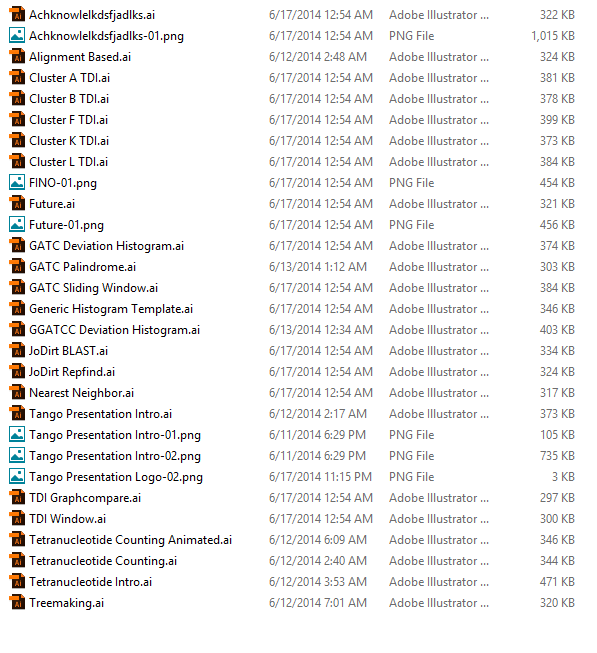 Achknowlelkdsfjadlks.ai 6/17/2014 12:54 AM Adobe Illustrator ... 322 KB
Achknowlelkdsfjadlks-01.png 6/17/2014 12:54 AM PNG File 1,015 KB
Alignment Based.ai 6/12/2014 2:48 AM Adobe Illustrator ... 324 KB
Cluster A TDI.ai 6/17/2014 12:54 AM Adobe Illustrator ... 381 KB
Cluster B TDI.ai 6/17/2014 12:54 AM Adobe Illustrator ... 378 KB
Cluster F TDI.ai 6/17/2014 12:54 AM Adobe Illustrator ... 399 KB
Cluster K TDI.ai 6/17/2014 12:54 AM Adobe Illustrator ... 373 KB
Cluster L TDI.ai 6/17/2014 12:54 AM Adobe Illustrator ... 384 KB
FINO-01.png 6/17/2014 12:54 AM PNG File 454 KB
Future.ai 6/17/2014 12:54 AM Adobe Illustrator ... 321 KB
Future-01.png 6/17/2014 12:54 AM PNG File 456 KB
GATC Deviation Histogram.ai 6/17/2014 12:54 AM Adobe Illustrator ... 374 KB
GATC Palindrome.ai 6/13/2014 1:12 AM Adobe Illustrator ... 303 KB
GATC Sliding Window.ai 6/17/2014 12:54 AM Adobe Illustrator ... 384 KB
Generic Histogram Template.ai 6/17/2014 12:54 AM Adobe Illustrator ... 346 KB
GGATCC Deviation Histogram.ai 6/13/2014 12:34 AM Adobe Illustrator ... 403 KB
JoDirt BLAST.ai 6/17/2014 12:54 AM Adobe Illustrator ... 334 KB
JoDirt Repfind.ai 6/17/2014 12:54 AM Adobe Illustrator ... 324 KB
Nearest Neighbor.ai 6/17/2014 12:54 AM Adobe Illustrator ... 317 KB
Tango Presentation Intro.ai 6/12/2014 2:17 AM Adobe Illustrator ... 373 KB
Tango Presentation Intro-01.png 6/11/2014 6:29 PM PNG File 105 KB
Tango Presentation Intro-02.png 6/11/2014 6:29 PM PNG File 735 KB
Tango Presentation Logo-02.png 6/17/2014 11:15 PM PNG File 3 KB
TDI Graphcompare.ai 6/17/2014 12:54 AM Adobe Illustrator ... 297 KB
TDI Window.ai 6/17/2014 12:54 AM Adobe Illustrator ... 300 KB
Tetranucleotide Counting Animated.ai 6/12/2014 6:09 AM Adobe Illustrator ... 346 KB
Tetranucleotide Counting.ai 6/12/2014 2:40 AM Adobe Illustrator ... 344 KB
Tetranucleotide Intro.ai 6/12/2014 3:53 AM Adobe Illustrator ... 471 KB
Treemaking.ai 6/12/2014 7:01 AM Adobe Illustrator ... 320 KB